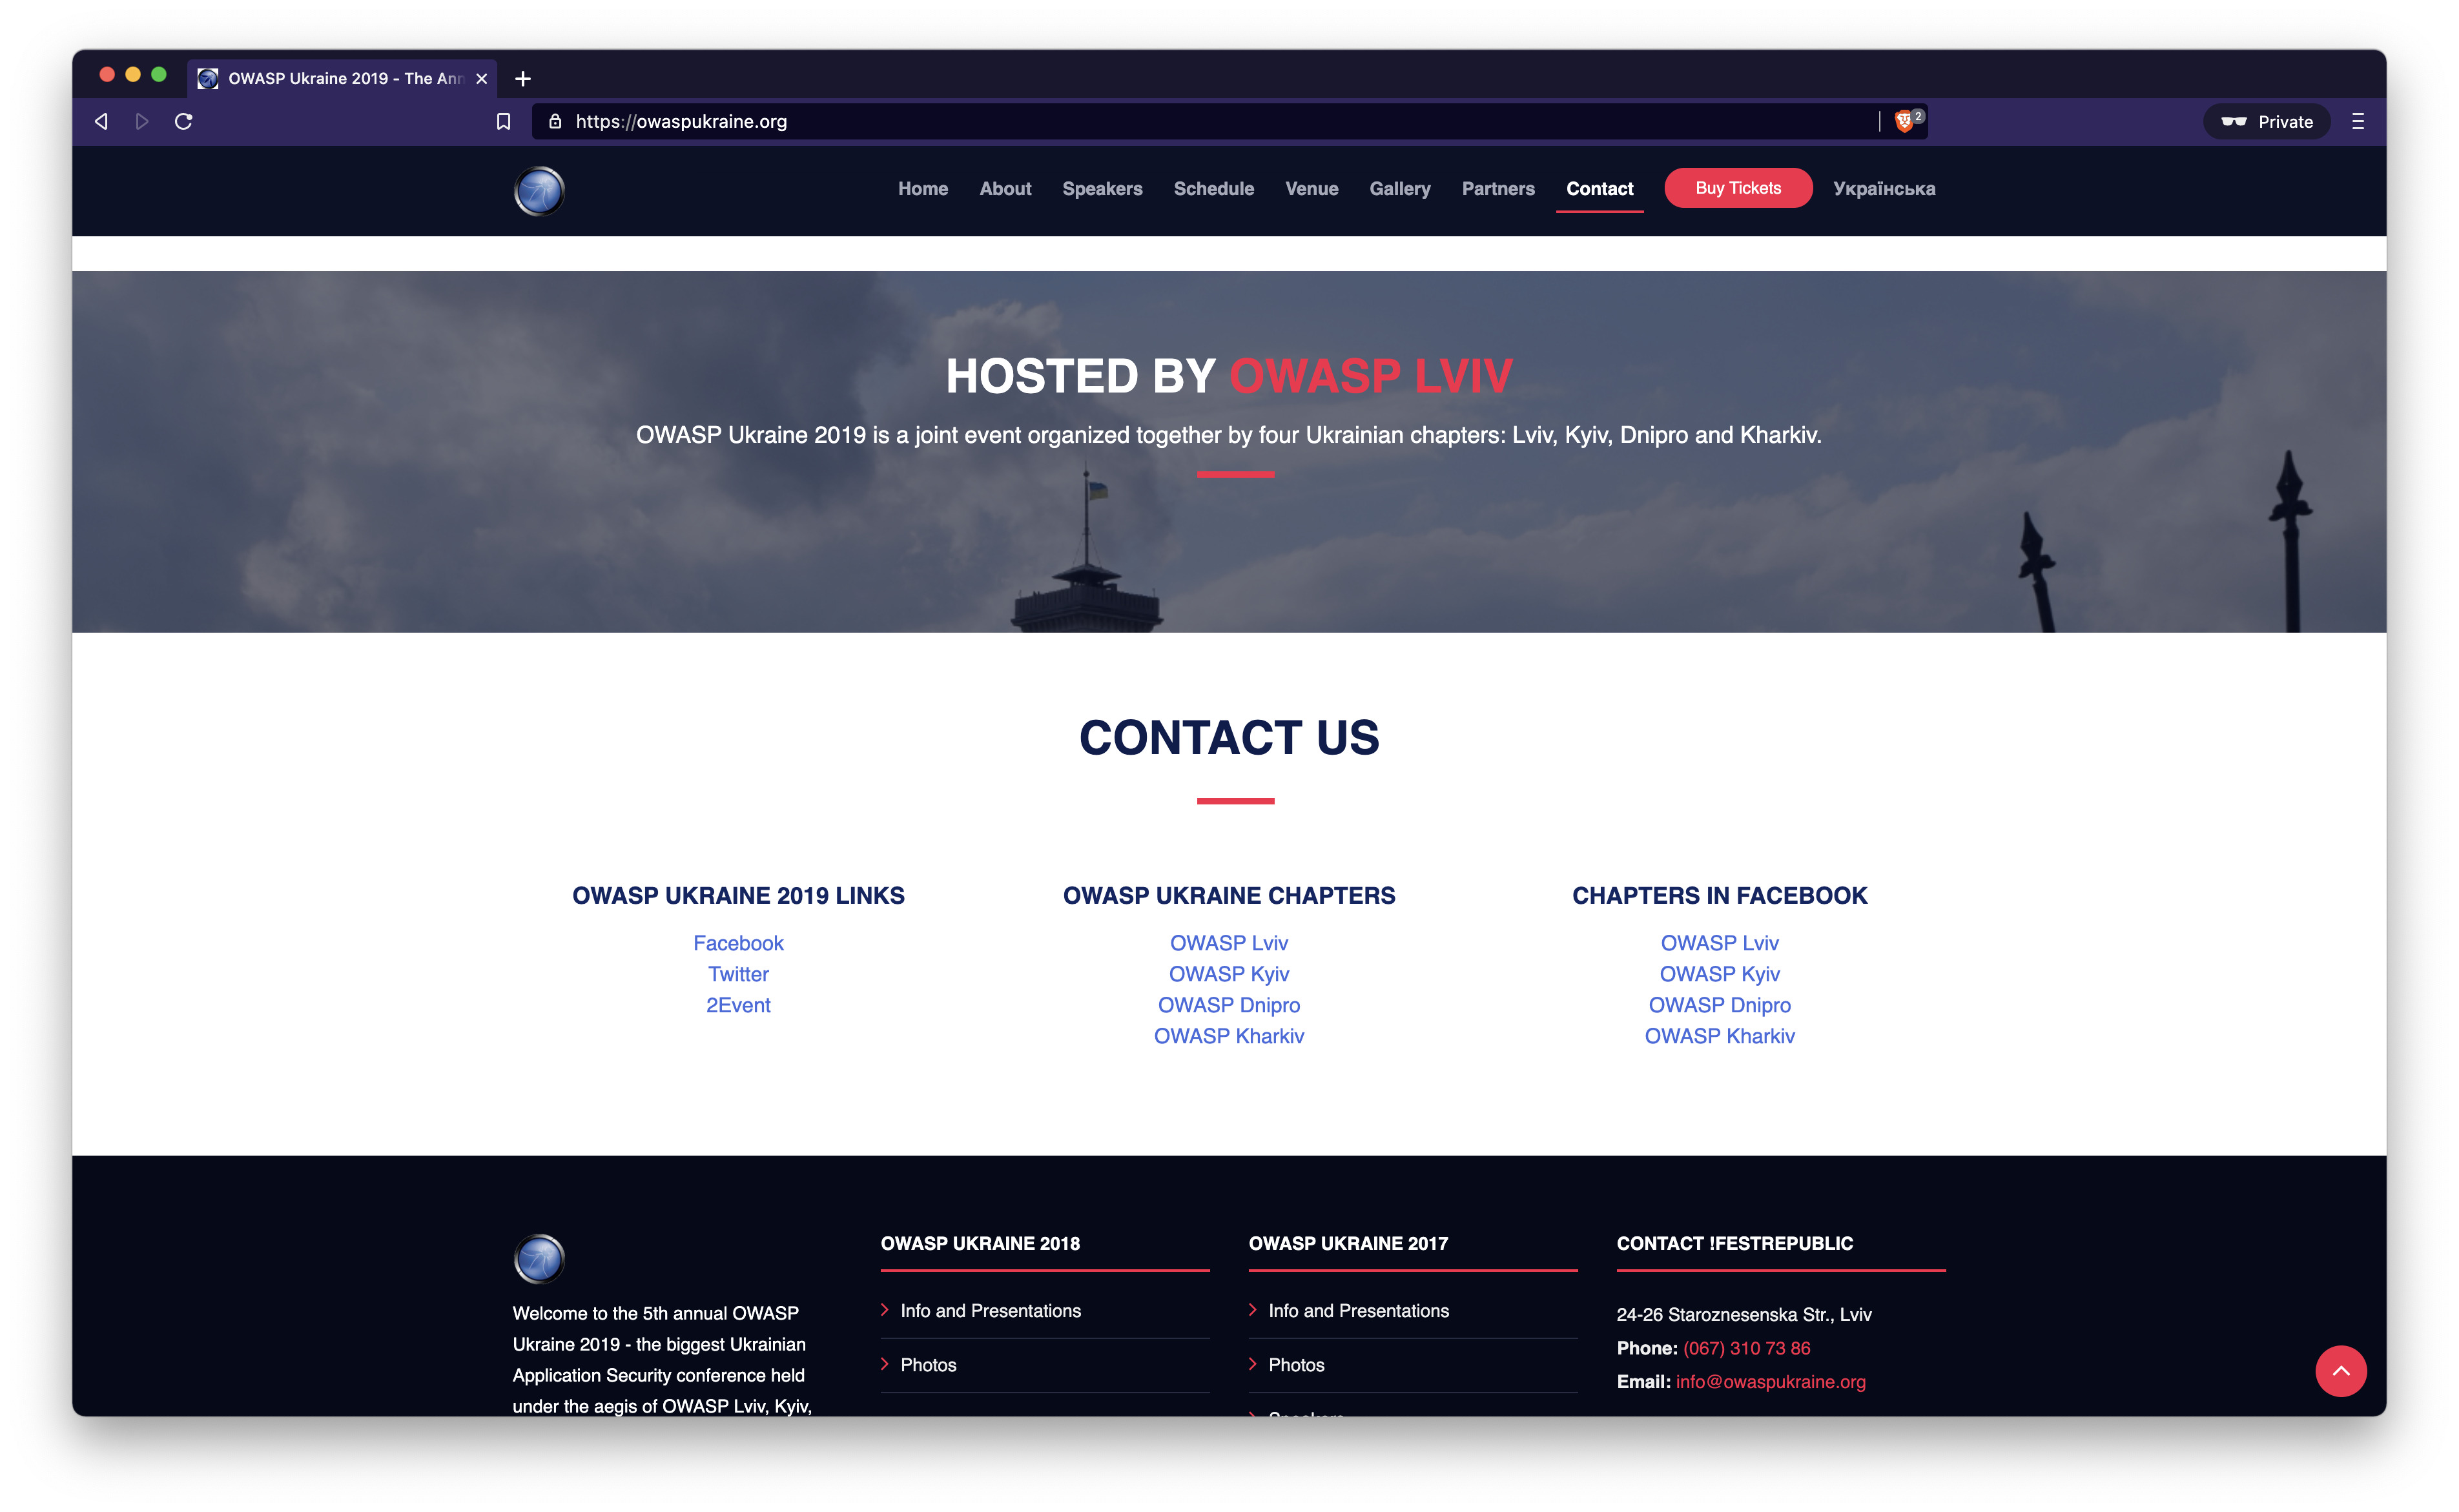 OWASP Ukraine 2019 - The Ann
https://owaspukraine.org
2
Private
Home About Speakers Schedule Venue Gallery Partners Contact Buy Tickets Українська
HOSTED BY OWASP LVIV
OWASP Ukraine 2019 is a joint event organized together by four Ukrainian chapters: Lviv, Kyiv, Dnipro and Kharkiv.
CONTACT US
OWASP UKRAINE 2019 LINKS
Facebook
Twitter
2Event
OWASP UKRAINE CHAPTERS
OWASP Lviv
OWASP Kyiv
OWASP Dnipro
OWASP Kharkiv
CHAPTERS IN FACEBOOK
OWASP Lviv
OWASP Kyiv
OWASP Dnipro
OWASP Kharkiv
Welcome to the 5th annual OWASP
Ukraine 2019 - the biggest Ukrainian
Application Security conference held
under the aegis of OWASP Lviv, Kyiv,
OWASP UKRAINE 2018
Info and Presentations
Photos
OWASP UKRAINE 2017
Info and Presentations
Photos
Speakers
CONTACT !FESTREPUBLIC
24-26 Staroznesenska Str., Lviv
Phone: (067) 310 73 86
Email: info@owaspukraine.org